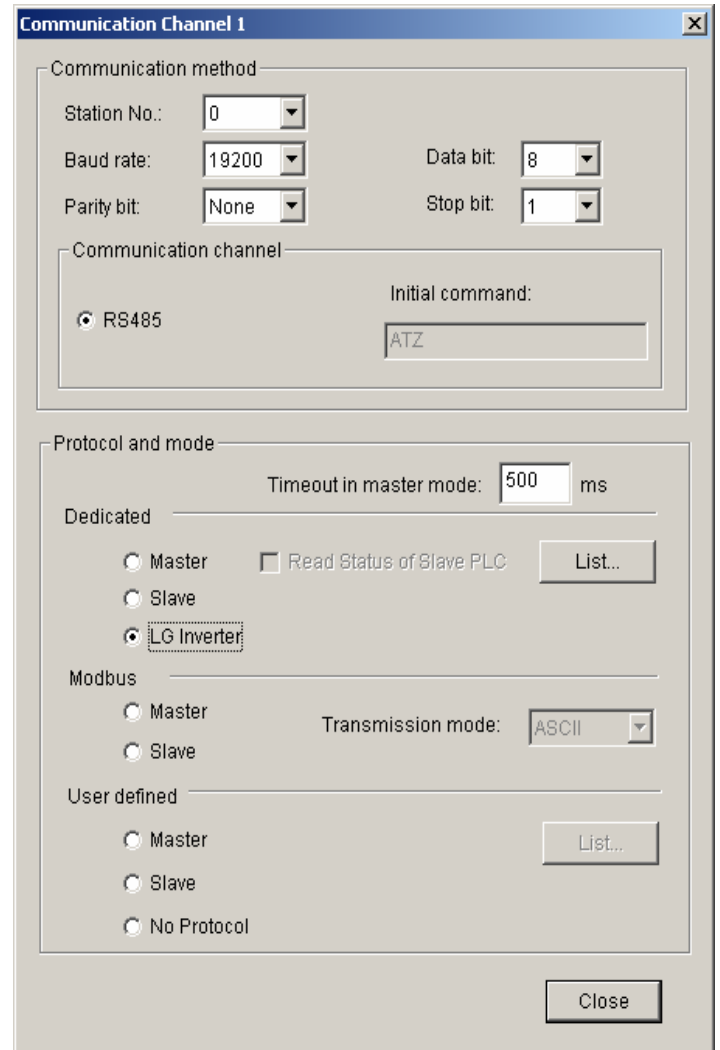 Communication Channel 1
Communication method
Station No.: 0
Baud rate: 19200 Data bit: 8
Parity bit: None Stop bit: 1
Communication channel
Initial command:
RS485
ATZ
Protocol and mode
Timeout in master mode: 500 ms
Dedicated
Master Read Status of Slave PLC List...
Slave
LG Inverter
Modbus
Master
Transmission mode: ASCII
Slave
User defined
Master List...
Slave
No Protocol
Close